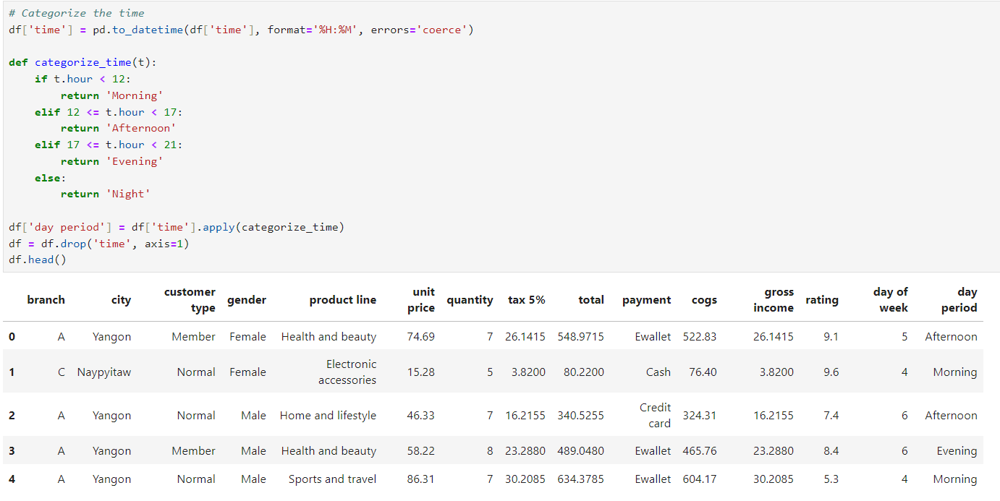 # Categorize the time
df['time'] = pd.to_datetime(df['time'], format='%H:%M', errors='coerce')
def categorize_time(t):
    if t.hour < 12:
        return 'Morning'
    elif 12 <= t.hour < 17:
        return 'Afternoon'
    elif 17 <= t.hour < 21:
        return 'Evening'
    else:
        return 'Night'
df['day period'] = df['time'].apply(categorize_time)
df = df.drop('time', axis=1)
df.head()
branch city customer type gender product line unit price quantity tax 5% total payment cogs gross income rating day of week day period
0 A Yangon Member Female Health and beauty 74.69 7 26.1415 548.9715 Ewallet 522.83 26.1415 9.1 5 Afternoon
1 C Naypyitaw Normal Female Electronic accessories 15.28 5 3.8200 80.2200 Cash 76.40 3.8200 9.6 4 Morning
2 A Yangon Normal Male Home and lifestyle 46.33 7 16.2155 340.5255 Credit card 324.31 16.2155 7.4 6 Afternoon
3 A Yangon Member Male Health and beauty 58.22 8 23.2880 489.0480 Ewallet 465.76 23.2880 8.4 6 Evening
4 A Yangon Normal Male Sports and travel 86.31 7 30.2085 634.3785 Ewallet 604.17 30.2085 5.3 4 Morning